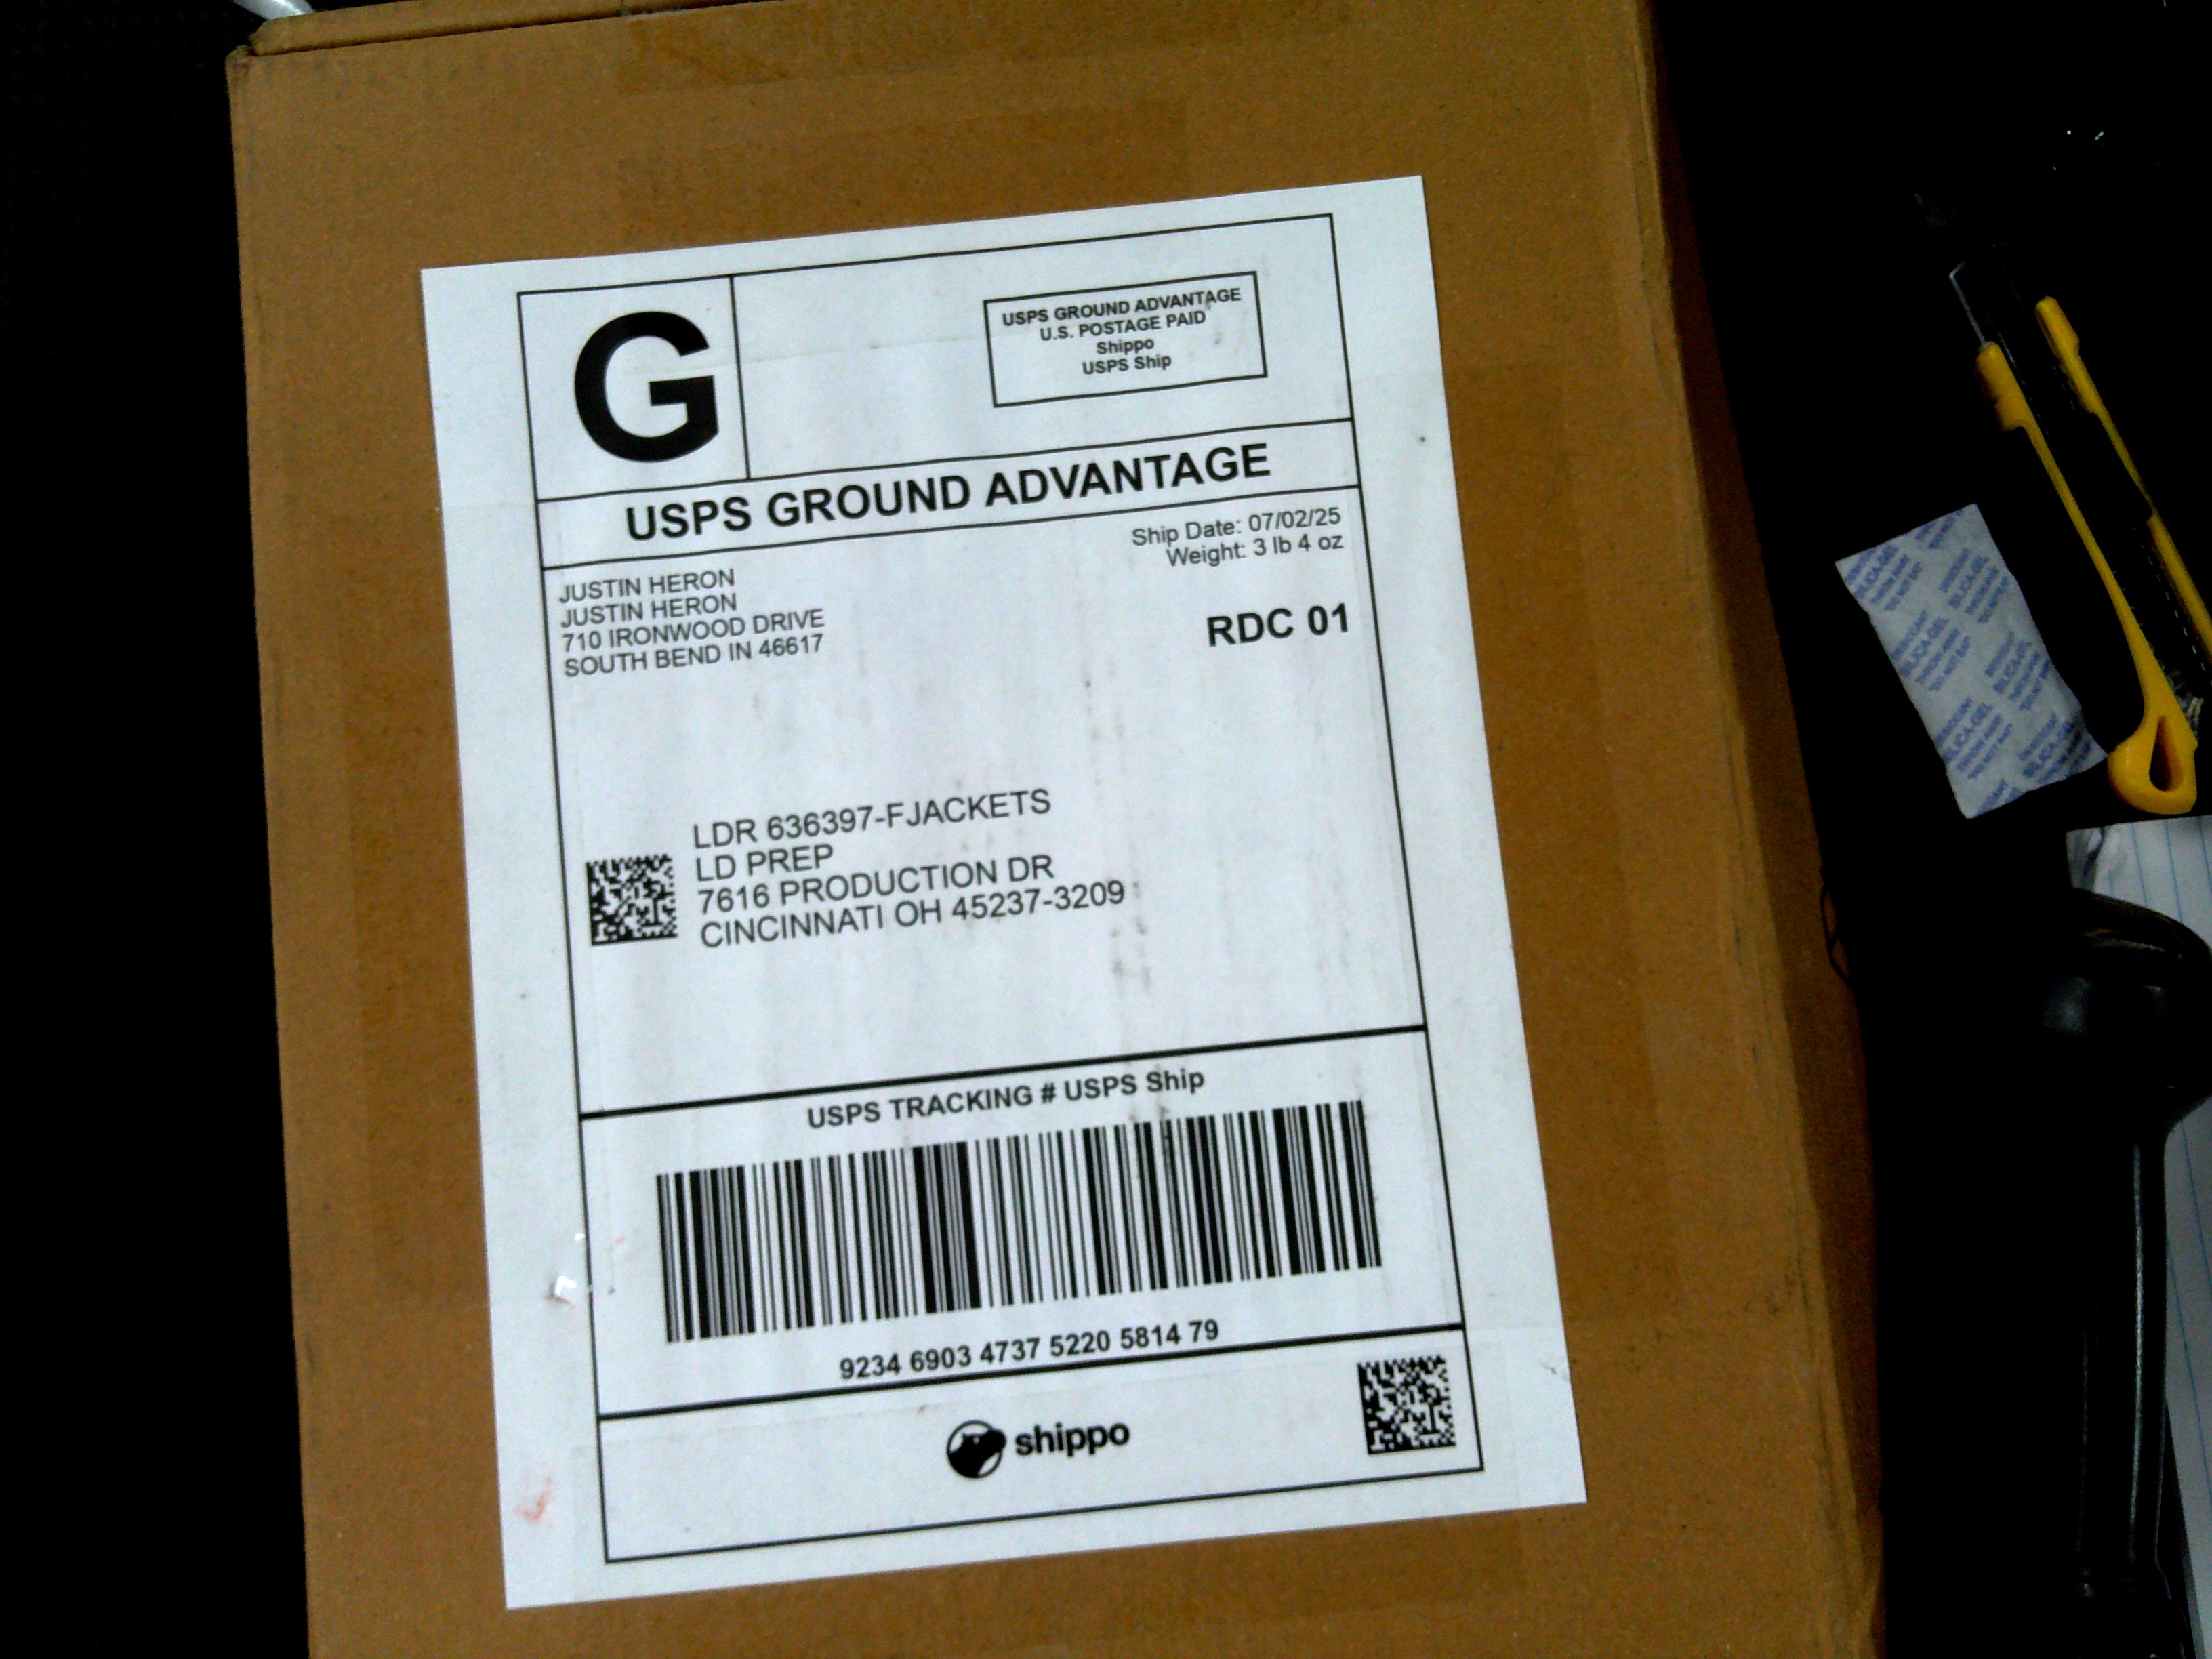 G
USPS GROUND ADVANTAGE
U.S. POSTAGE PAID
Shippo
USPS Ship
USPS GROUND ADVANTAGE
Ship Date: 07/02/25
Weight: 3 lb 4 oz
JUSTIN HERON
JUSTIN HERON
710 IRONWOOD DRIVE
SOUTH BEND IN 46617
RDC 01
LDR 636397-FJACKETS
LD PREP
7616 PRODUCTION DR
CINCINNATI OH 45237-3209
USPS TRACKING # USPS Ship
9234 6903 4737 5220 5814 79
shippo
SILICA-GEL